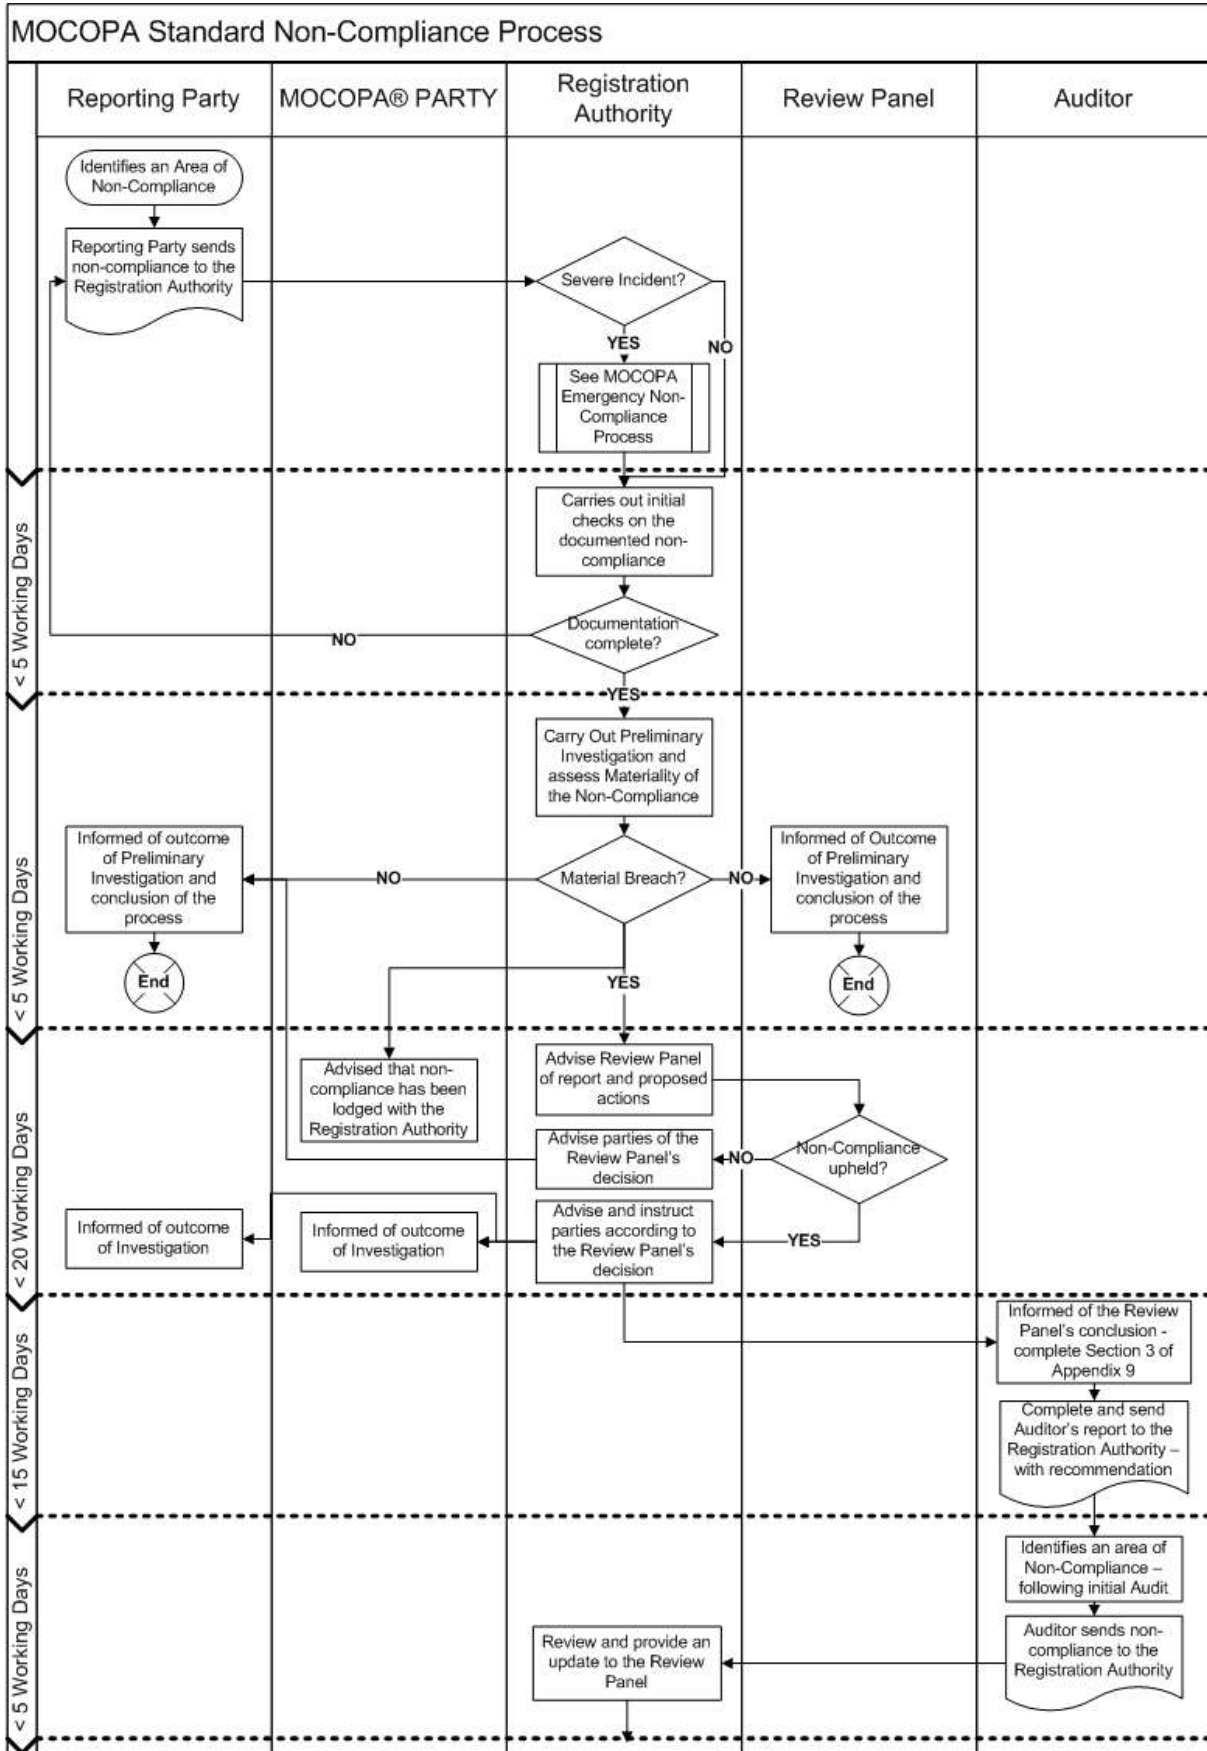 MOCOPA Standard Non-Compliance Process
Reporting Party
MOCOPA® PARTY
Registration
Authority
Review Panel
Auditor
Identifies an Area of
Non-Compliance
Reporting Party sends
non-compliance to the
Registration Authority
Severe Incident?
YES
NO
See MOCOPA
Emergency Non-
Compliance
Process
< 5 Working Days
Carries out initial
checks on the
documented non-
compliance
Documentation
complete?
NO
YES
< 5 Working Days
Carry Out Preliminary
Investigation and
assess Materiality of
the Non-Compliance
Informed of outcome
of Preliminary
Investigation and
conclusion of the
process
NO
Material Breach?
NO
Informed of Outcome
of Preliminary
Investigation and
conclusion of the
process
End
YES
End
< 20 Working Days
Advised that non-
compliance has been
lodged with the
Registration Authority
Advise Review Panel
of report and proposed
actions
Advise parties of the
Review Panel's
decision
NO
Non-Compliance
upheld?
Informed of outcome
of Investigation
Informed of outcome
of Investigation
Advise and instruct
parties according to
the Review Panel's
decision
YES
< 15 Working Days
Informed of the Review
Panel's conclusion -
complete Section 3 of
Appendix 9
Complete and send
Auditor's report to the
Registration Authority –
with recommendation
< 5 Working Days
Identifies an area of
Non-Compliance –
following initial Audit
Auditor sends non-
compliance to the
Registration Authority
Review and provide an
update to the Review
Panel